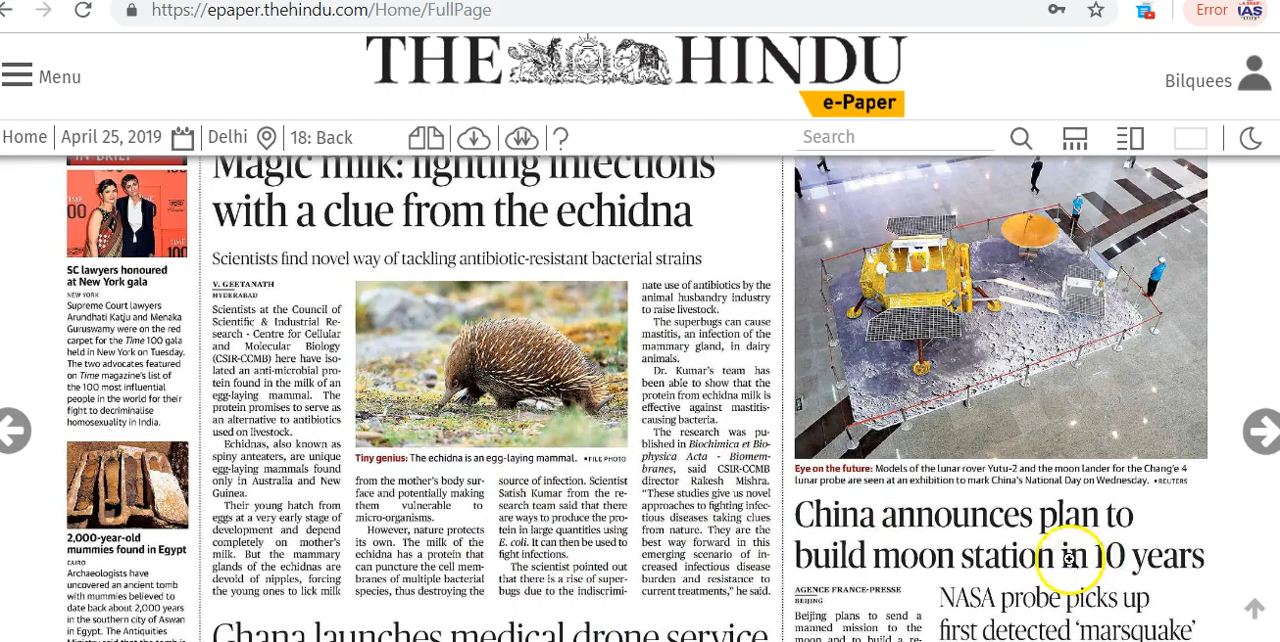 https://epaper.thehindu.com/Home/FullPage
Error
IAS
THE HINDU
e-Paper
Menu
Bilquees
Home
April 25, 2019
Delhi
18: Back
Search
IN BRIEF
SC lawyers honoured
at New York gala
NEW YORK
Supreme Court lawyers
Arundhati Katju and Menaka
Guruswamy were on the red
carpet for the Time 100 gala
held in New York on Tuesday.
The two advocates featured
on Time magazine's list of
the 100 most influential
people in the world for their
fight to decriminalise
homosexuality in India.
2,000-year-old
mummies found in Egypt
CAIRO
Archaeologists have
uncovered an ancient tomb
with mummies believed to
date back about 2,000 years
in the southern city of Aswan
in Egypt. The Antiquities
Magic milk: fighting infections
with a clue from the echidna
Scientists find novel way of tackling antibiotic-resistant bacterial strains
Y. GEETANATH
HYDERABAD
Scientists at the Council of
Scientific & Industrial Re-
search - Centre for Cellular
and Molecular Biology
(CSIR-CCMB) here have iso-
lated an anti-microbial pro-
tein found in the milk of an
egg-laying mammal. The
protein promises to serve as
an alternative to antibiotics
used on livestock.
Echidnas, also known as
spiny anteaters, are unique
egg-laying mammals found
only in Australia and New
Guinea.
Their young hatch from
eggs at a very early stage of
development and depend
completely on mother's
milk. But the mammary
glands of the echidnas are
devoid of nipples, forcing
the young ones to lick milk
Tiny genius: The echidna is an egg-laying mammal. ▪FILE PHOTO
from the mother's body sur-
face and potentially making
them vulnerable to
micro-organisms.
However, nature protects
its own. The milk of the
echidna has a protein that
can puncture the cell mem-
branes of multiple bacterial
species, thus destroying the
source of infection. Scientist
Satish Kumar from the re-
search team said that there
are ways to produce the pro-
tein in large quantities using
E. coli. It can then be used to
fight infections.
The scientist pointed out
that there is a rise of super-
bugs due to the indiscrimi-
nate use of antibiotics by the
animal husbandry industry
to raise livestock.
The superbugs can cause
mastitis, an infection of the
mammary gland, in dairy
animals.
Dr. Kumar's team has
been able to show that the
protein from echidna milk is
effective against mastitis-
causing bacteria.
The research was pu-
blished in Biochimica et Bio-
physica Acta - Biomem-
branes, said CSIR-CCMB
director Rakesh Mishra.
"These studies give us novel
approaches to fighting infec-
tious diseases taking clues
from nature. They are the
best way forward in this
emerging scenario of in-
creased infectious disease
burden and resistance to
current treatments," he said.
Ghana launches medical drone service
Eye on the future: Models of the lunar rover Yutu-2 and the moon lander for the Chang'e 4
lunar probe are seen at an exhibition to mark China's National Day on Wednesday. ▪REUTERS
China announces plan to
build moon station in 10 years
AGENCE FRANCE-PRESSE
BEIJING
Beijing plans to send a
manned mission to the
moon and to build a re-
NASA probe picks up
first detected 'marsquake'